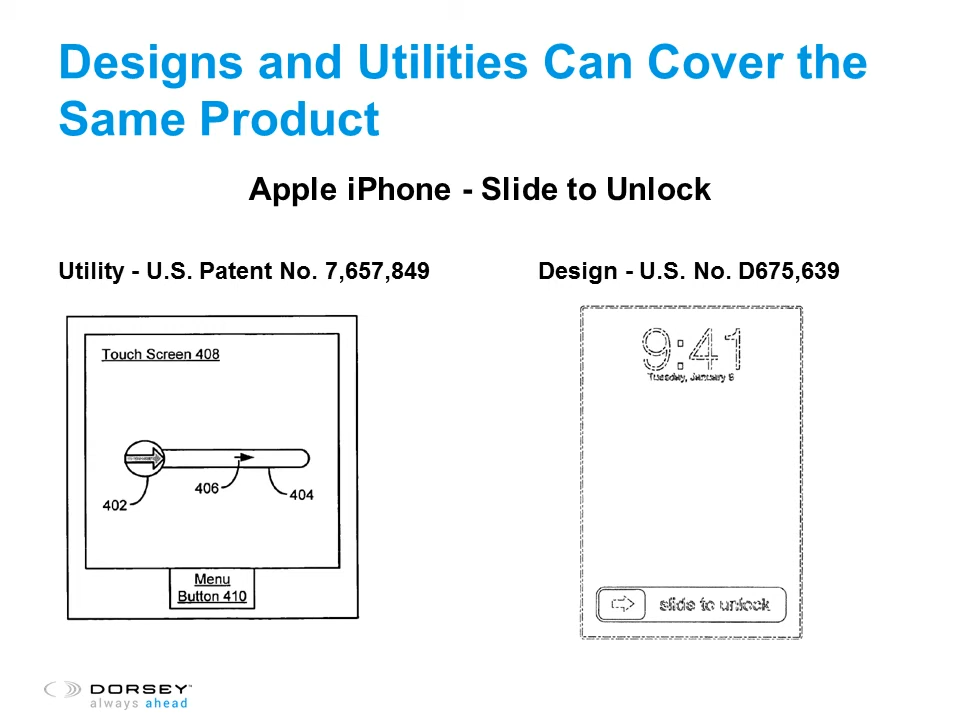 Designs and Utilities Can Cover the
Same Product
Apple iPhone - Slide to Unlock
Utility - U.S. Patent No. 7,657,849
Design - U.S. No. D675,639
Touch Screen 408
402
406
404
Menu
Button 410
9:41
Tuesday, January 9
slide to unlock
DORSEY™
always ahead